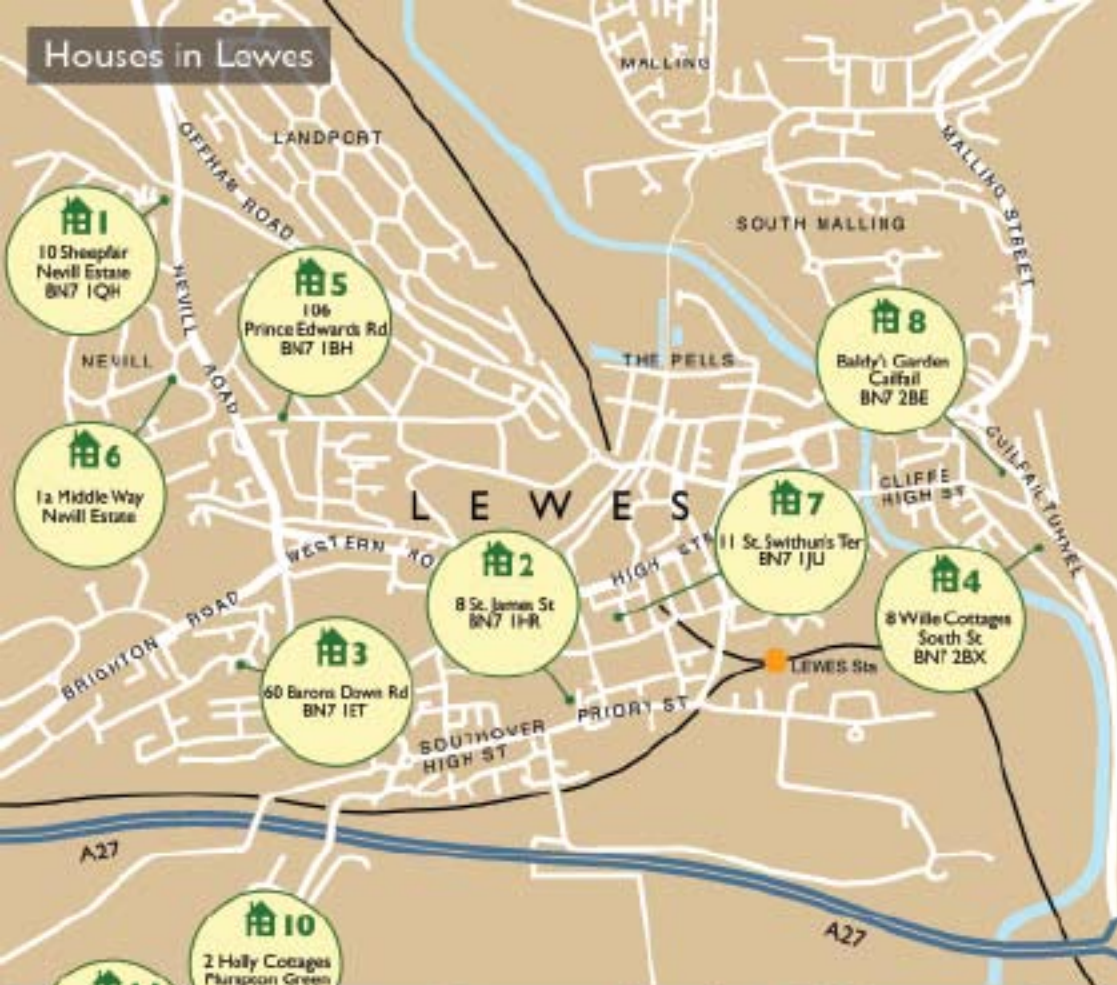 Houses in Lewes
MALLING
LANDPORT
OFFHAM ROAD
MALLING STREET
SOUTH MALLING
1
10 Sheepfair
Nevill Estate
BN7 1QH
5
106
Prince Edwards Rd
BN7 1BH
NEVILL ROAD
NEVILL
THE PELLS
8
Baldy's Garden
Cuilfail
BN7 2BE
6
1a Middle Way
Nevill Estate
CUILFAIL TUNNEL
CLIFFE
HIGH ST
LEWES
7
11 St. Swithun's Ter
BN7 1JU
WESTERN
HIGH
2
8 St. James St
BN7 1HR
4
8 Wille Cottages
South St
BN7 2BX
BRIGHTON ROAD
3
60 Barons Down Rd
BN7 1ET
LEWES Sta
PRIORY ST
SOUTHOVER
HIGH ST
A27
A27
10
2 Holly Cottages
Plumpton Green